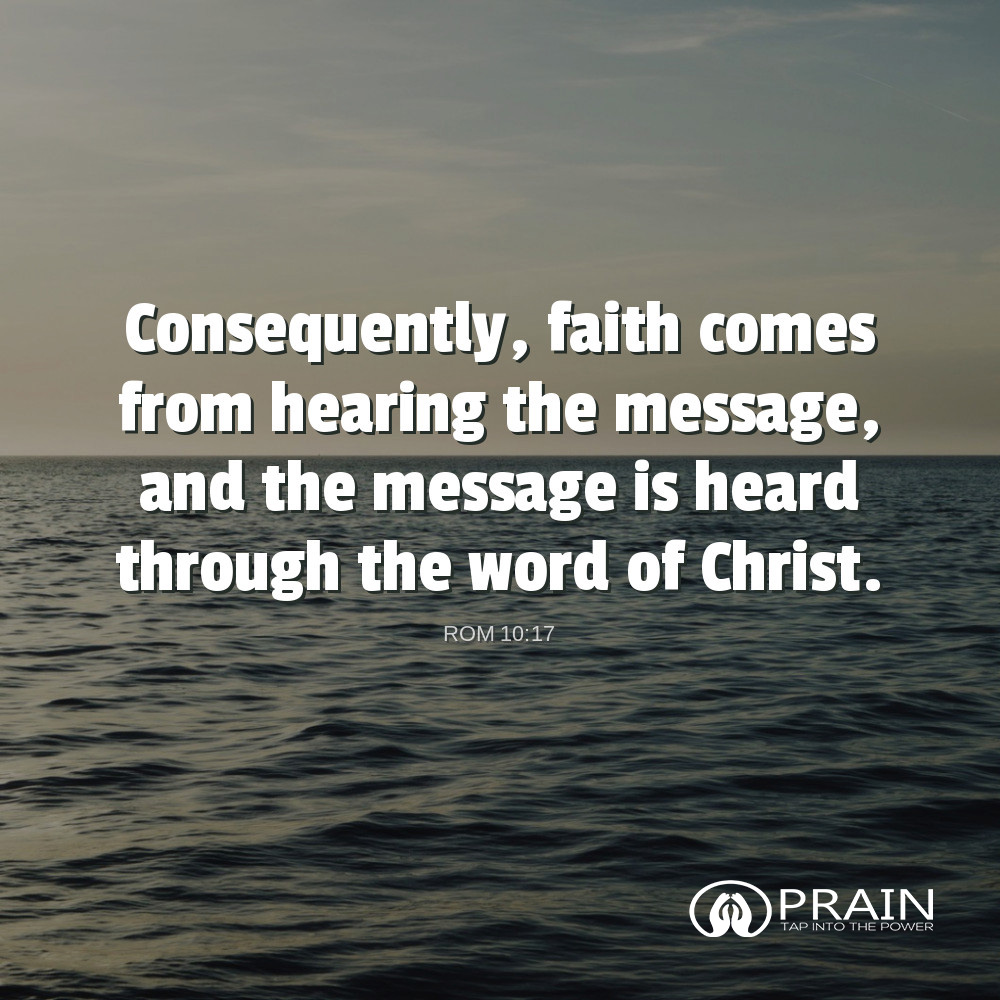 Consequently, faith comes
from hearing the message,
and the message is heard
through the word of Christ.
ROM 10:17
PRAIN
TAP INTO THE POWER